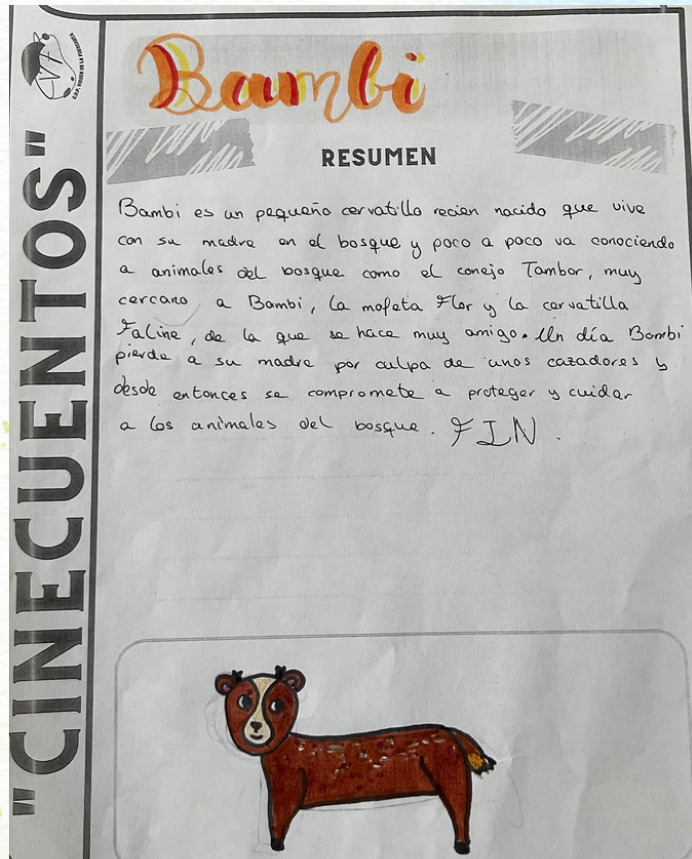 Bambi
RESUMEN
Bambi es un pequeño cervatillo recien nacido que vive
con su madre en el bosque y poco a poco va conociendo
a animales del bosque como el conejo Tambor, muy
cercano a Bambi, la mofeta Flor y la cervatilla
Faline, de la que se hace muy amigo. Un día Bambi
pierde a su madre por culpa de unos cazadores y
desde entonces se compromete a proteger y cuidar
a los animales del bosque. FIN.
"CINECUENTOS"